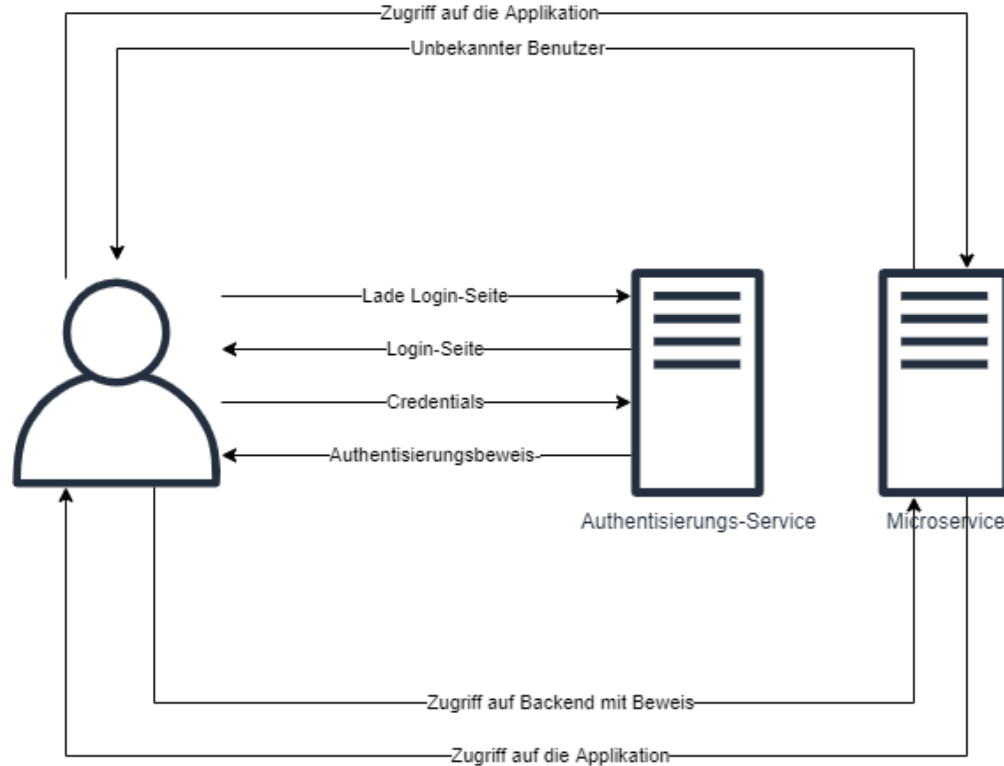 Zugriff auf die Applikation
Unbekannter Benutzer
Lade Login-Seite
Login-Seite
Credentials
Authentisierungsbeweis
Authentisierungs-Service
Microservice
Zugriff auf Backend mit Beweis
Zugriff auf die Applikation